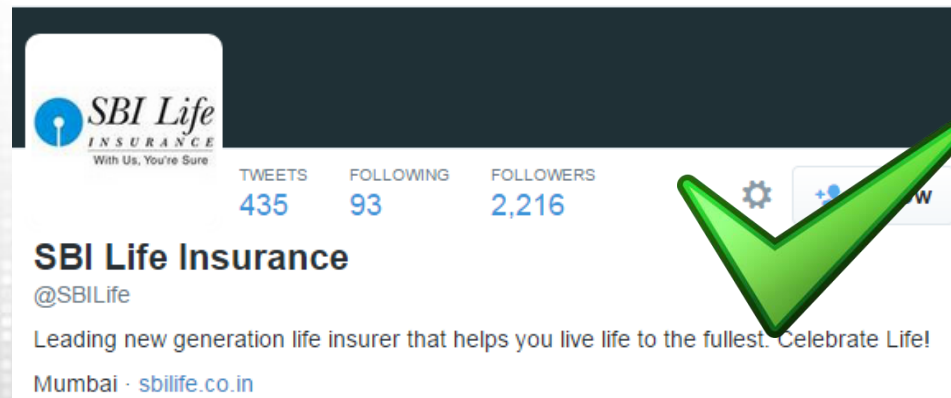 SBI Life
INSURANCE
With Us, You're Sure
TWEETS FOLLOWING FOLLOWERS
435 93 2,216
SBI Life Insurance
@SBILife
Leading new generation life insurer that helps you live life to the fullest. Celebrate Life!
Mumbai · sbilife.co.in